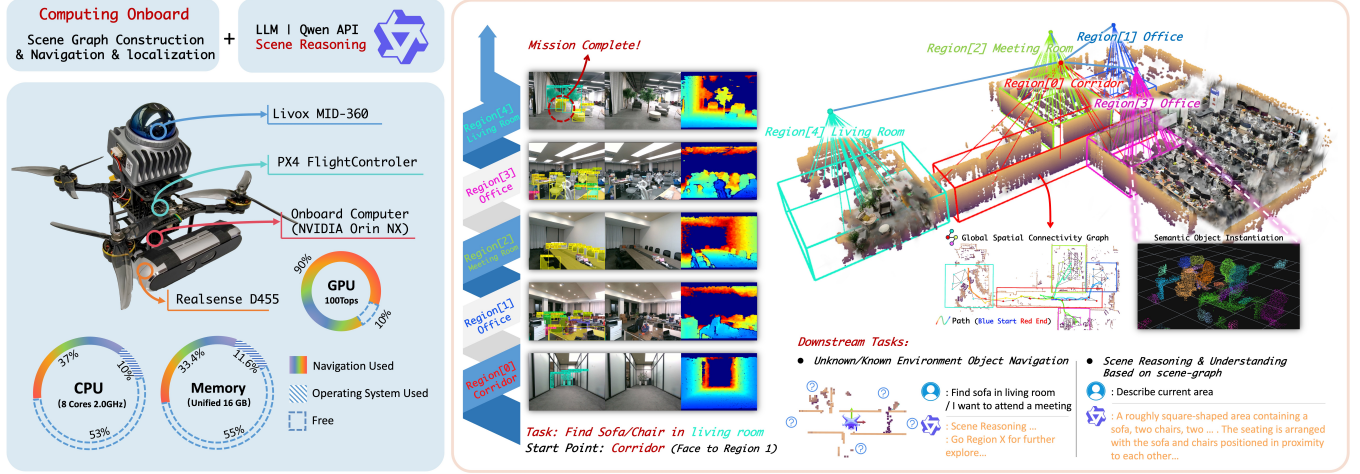 Computing Onboard
Scene Graph Construction
& Navigation & localization
+
LLM | Qwen API
Scene Reasoning
Livox MID-360
PX4 FlightControler
Onboard Computer
(NVIDIA Orin NX)
Realsense D455
90%
GPU
100Tops
10%
37%
10%
CPU
(8 Cores 2.0GHz)
53%
33.4%
11.6%
Memory
(Unified 16 GB)
55%
Navigation Used
Operating System Used
Free
Mission Complete!
Region[4]
Living Room
Region[3]
Office
Region[2]
Meeting Room
Region[1]
Office
Region[0]
Corridor
Task: Find Sofa/Chair in living room
Start Point: Corridor (Face to Region 1)
Region[1] Office
Region[2] Meeting Room
Region[0] Corridor
Region[3] Office
Region[4] Living Room
Global Spatial Connectivity Graph
Path (Blue Start Red End)
Semantic Object Instantiation
Downstream Tasks:
● Unknown/Known Environment Object Navigation
? ? ? ? ? ?
: Find sofa in living room
/ I want to attend a meeting
: Scene Reasoning ...
: Go Region X for further
explore...
● Scene Reasoning & Understanding
Based on scene-graph
: Describe current area
: A roughly square-shaped area containing a
sofa, two chairs, two ... . The seating is arranged
with the sofa and chairs positioned in proximity
to each other...